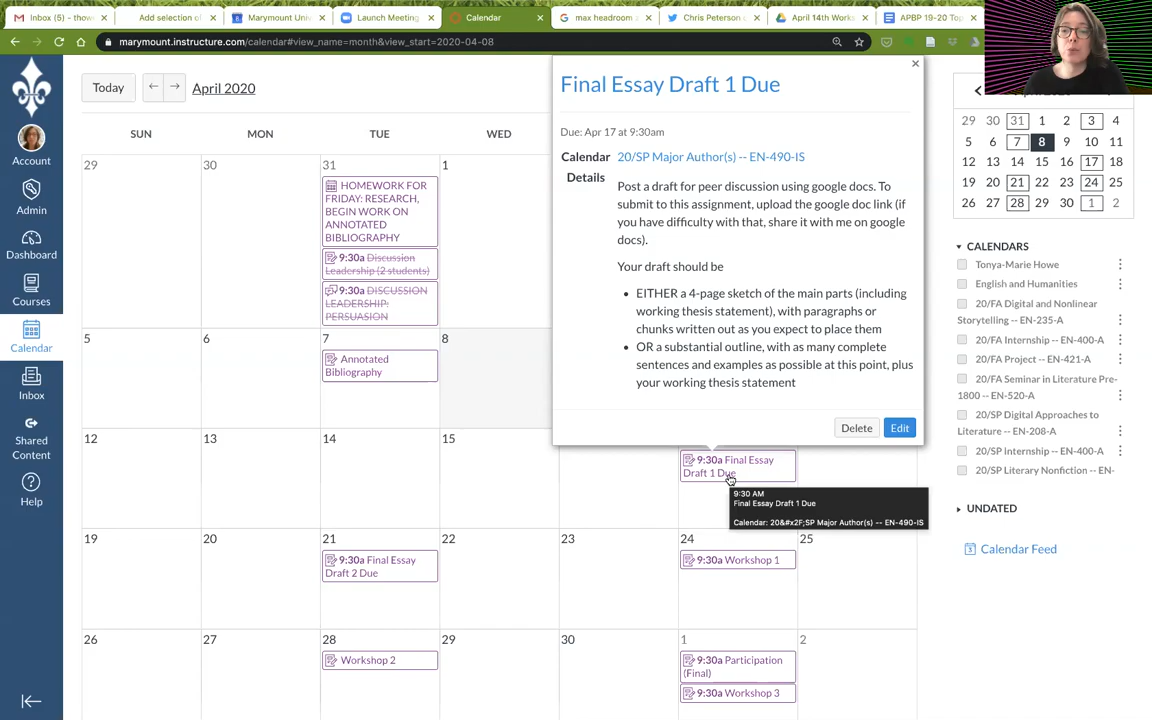 Inbox (5) - thow
Add selection o
Marymount Uni
Launch Meeting
Calendar
max headroom
Chris Peterson
April 14th Work
APBP 19-20 Top
marymount.instructure.com/calendar#view_name=month&view_start=2020-04-08
Account
Admin
Dashboard
Courses
Calendar
Inbox
Shared
Content
Help
Today
April 2020
SUN
MON
TUE
WED
29
30
31
1
HOMEWORK FOR
FRIDAY: RESEARCH,
BEGIN WORK ON
ANNOTATED
BIBLIOGRAPHY
9:30a Discussion
Leadership (2 students)
9:30a DISCUSSION
LEADERSHIP:
PERSUASION
5
6
7
8
Annotated
Bibliography
12
13
14
15
9:30a Final Essay
Draft 1 Due
9:30 AM
Final Essay Draft 1 Due
Calendar: 20&#x2F;SP Major Author(s) -- EN-490-IS
19
20
21
22
23
24
25
9:30a Final Essay
Draft 2 Due
9:30a Workshop 1
26
27
28
29
30
1
2
Workshop 2
9:30a Participation
(Final)
9:30a Workshop 3
Final Essay Draft 1 Due
Due: Apr 17 at 9:30am
Calendar 20/SP Major Author(s) -- EN-490-IS
Details
Post a draft for peer discussion using google docs. To
submit to this assignment, upload the google doc link (if
you have difficulty with that, share it with me on google
docs).
Your draft should be
• EITHER a 4-page sketch of the main parts (including
working thesis statement), with paragraphs or
chunks written out as you expect to place them
• OR a substantial outline, with as many complete
sentences and examples as possible at this point, plus
your working thesis statement
Delete
Edit
29 30 31 1 2 3 4
5 6 7 8 9 10 11
12 13 14 15 16 17 18
19 20 21 22 23 24 25
26 27 28 29 30 1 2
CALENDARS
Tonya-Marie Howe
English and Humanities
20/FA Digital and Nonlinear
Storytelling -- EN-235-A
20/FA Internship -- EN-400-A
20/FA Project -- EN-421-A
20/FA Seminar in Literature Pre-
1800 -- EN-520-A
20/SP Digital Approaches to
Literature -- EN-208-A
20/SP Internship -- EN-400-A
20/SP Literary Nonfiction -- EN-
UNDATED
Calendar Feed